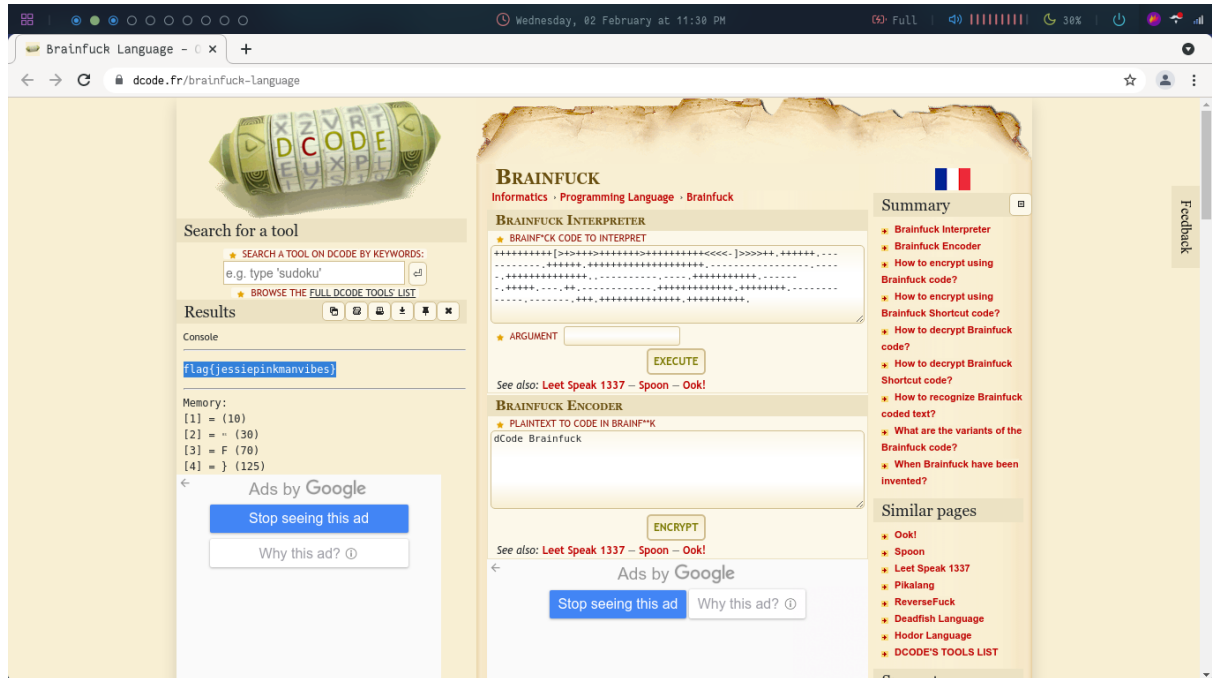 Wednesday, 02 February at 11:30 PM
Full
30%
Brainfuck Language -
dcode.fr/brainfuck-language
DCODE
Search for a tool
SEARCH A TOOL ON DCODE BY KEYWORDS:
e.g. type 'sudoku'
BROWSE THE FULL DCODE TOOLS' LIST
Results
Console
flag{jessiepinkmanvibes}
Memory:
[1] = (10)
[2] = (30)
[3] = F (70)
[4] = } (125)
Ads by Google
Stop seeing this ad
Why this ad?
BRAINFUCK
Informatics › Programming Language › Brainfuck
BRAINFUCK INTERPRETER
BRAINF*CK CODE TO INTERPRET
ARGUMENT
EXECUTE
See also: Leet Speak 1337 – Spoon – Ook!
BRAINFUCK ENCODER
PLAINTEXT TO CODE IN BRAINF**K
dCode Brainfuck
ENCRYPT
See also: Leet Speak 1337 – Spoon – Ook!
Ads by Google
Stop seeing this ad
Why this ad?
Summary
Brainfuck Interpreter
Brainfuck Encoder
How to encrypt using
Brainfuck code?
How to encrypt using
Brainfuck Shortcut code?
How to decrypt Brainfuck
code?
How to decrypt Brainfuck
Shortcut code?
How to recognize Brainfuck
coded text?
What are the variants of the
Brainfuck code?
When Brainfuck have been
invented?
Similar pages
Ook!
Spoon
Leet Speak 1337
Pikalang
ReverseFuck
Deadfish Language
Hodor Language
DCODE'S TOOLS LIST
Feedback